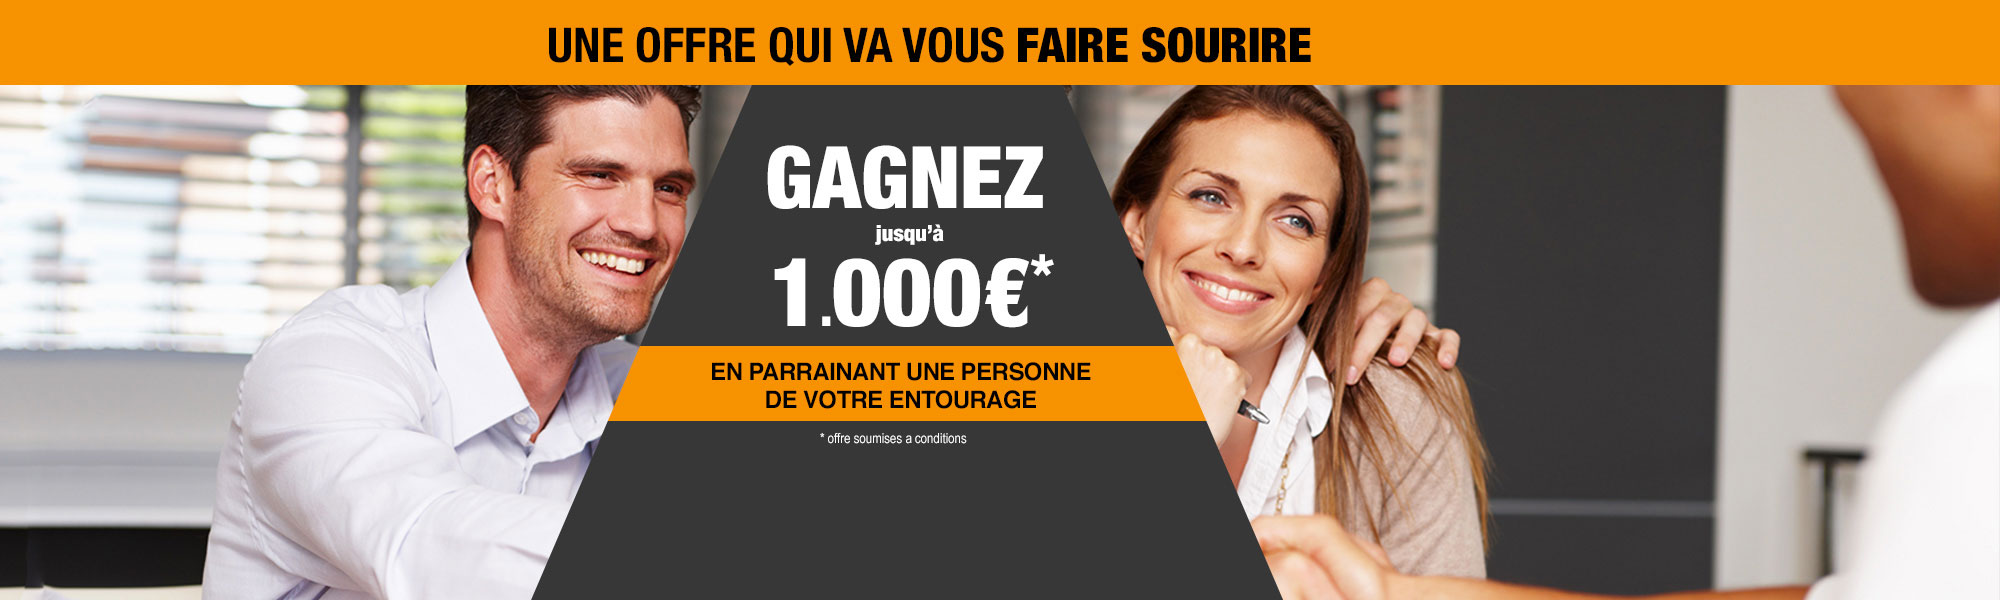 UNE OFFRE QUI VA VOUS FAIRE SOURIRE
GAGNEZ
jusqu'à
1.000€*
EN PARRAINANT UNE PERSONNE
DE VOTRE ENTOURAGE
* offre soumises a conditions